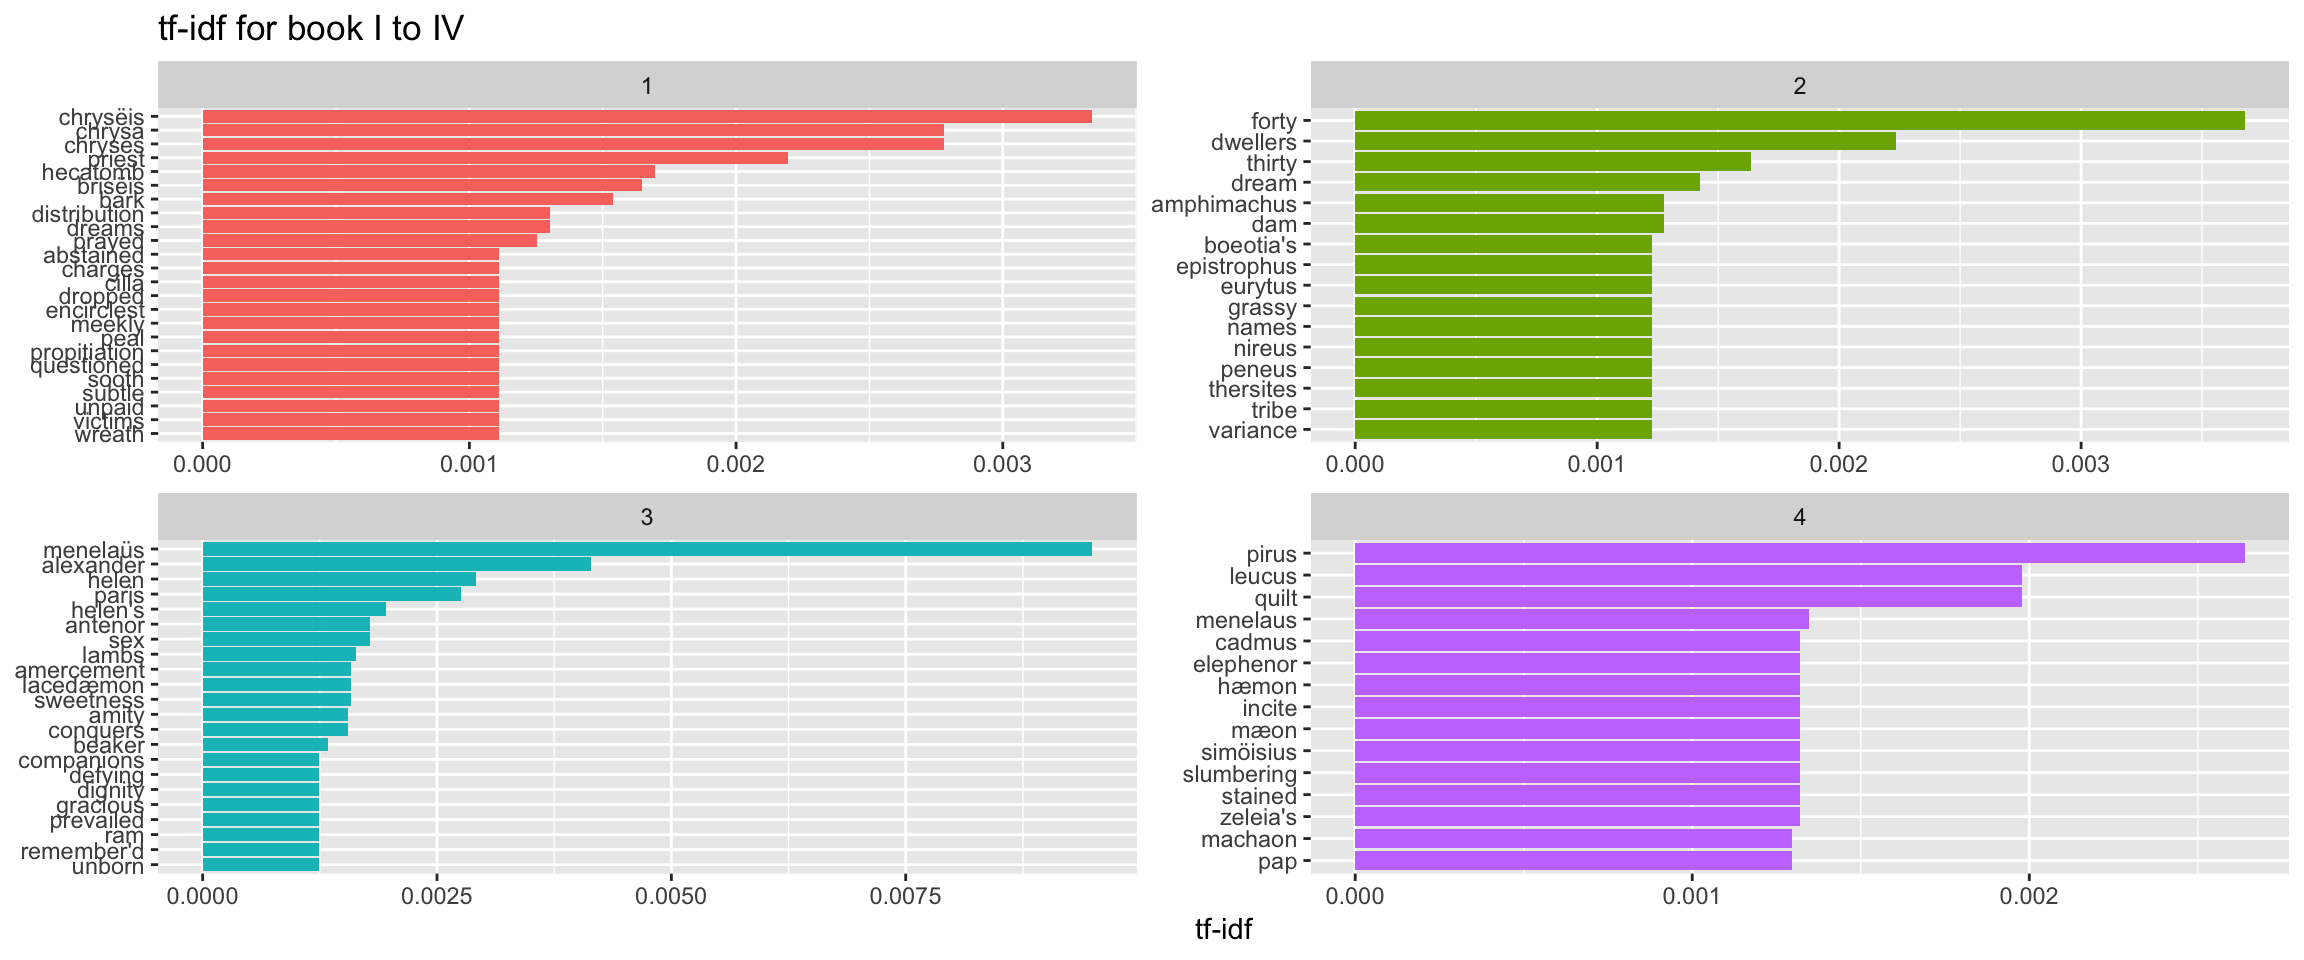 tf-idf for book I to IV
1
chrysëis
chrysa
chryses
priest
hecatomb
briseïs
bark
distribution
dreams
prayed
abstained
charges
cilla
dropped
encirclest
meekly
peal
propitiation
questioned
sooth
subtle
unpaid
victims
wreath
0.000 0.001 0.002 0.003
2
forty
dwellers
thirty
dream
amphimachus
dam
boeotia's
epistrophus
eurytus
grassy
names
nireus
peneus
thersites
tribe
variance
0.000 0.001 0.002 0.003
3
menelaüs
alexander
helen
paris
helen's
antenor
sex
lambs
amercement
lacedæmon
sweetness
amity
conquers
beaker
companions
defying
dignity
gracious
prevailed
ram
remember'd
unborn
0.0000 0.0025 0.0050 0.0075
4
pirus
leucus
quilt
menelaus
cadmus
elephenor
hæmon
incite
mæon
simöisius
slumbering
stained
zeleia's
machaon
pap
0.000 0.001 0.002
tf-idf